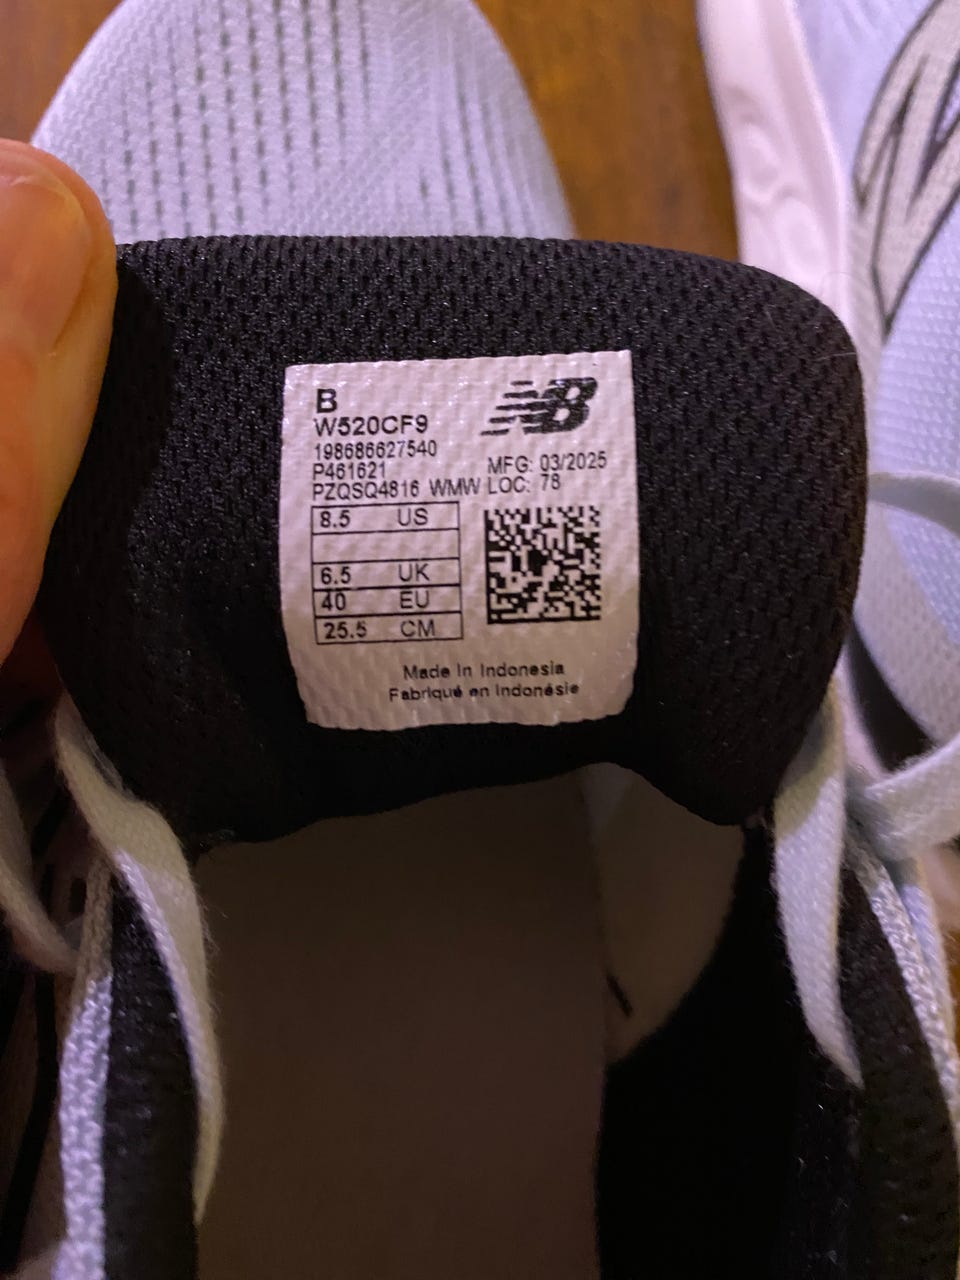 B
W520CF9
198686627540
P461621
PZQSQ4816 WMW
MFG: 03/2025
LOC: 78
8.5 US
6.5 UK
40 EU
25.5 CM
Made in Indonesia
Fabriqué en Indonésie
NB